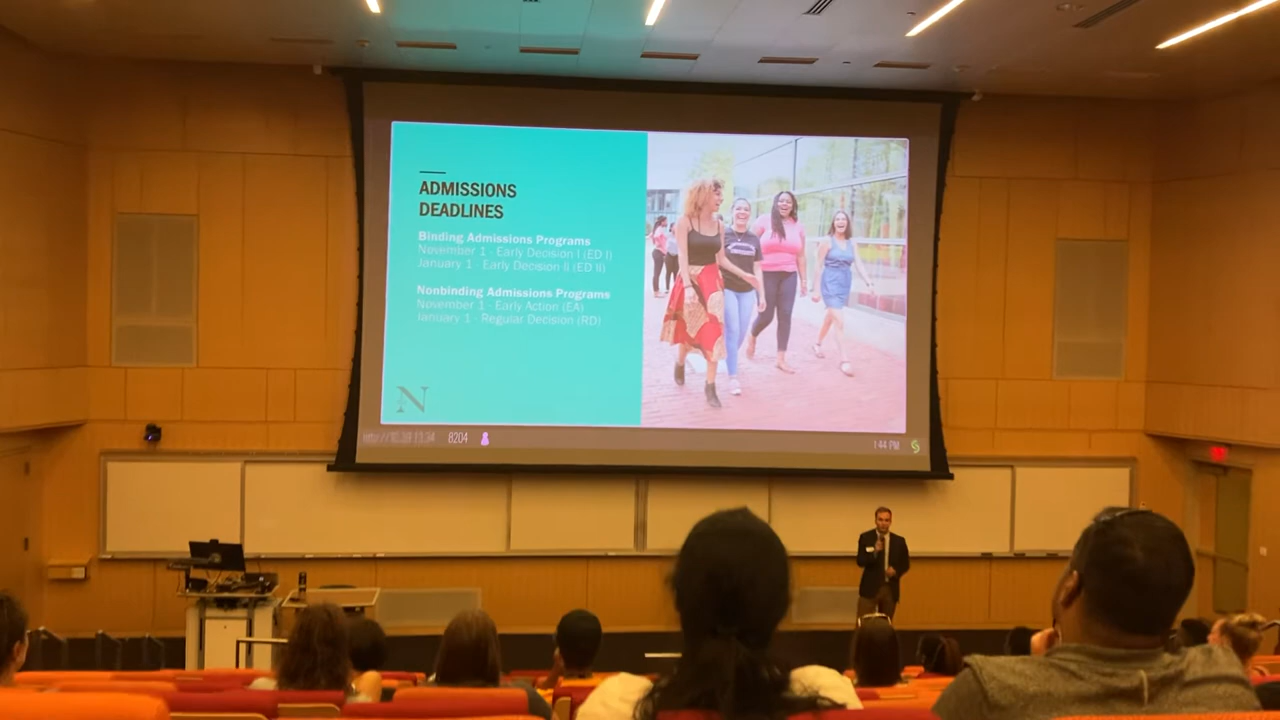 ADMISSIONS
DEADLINES
Binding Admissions Programs
November 1 - Early Decision I (ED I)
January 1 - Early Decision II (ED II)
Nonbinding Admissions Programs
November 1 - Early Action (EA)
January 1 - Regular Decision (RD)
N
8204
1:44 PM